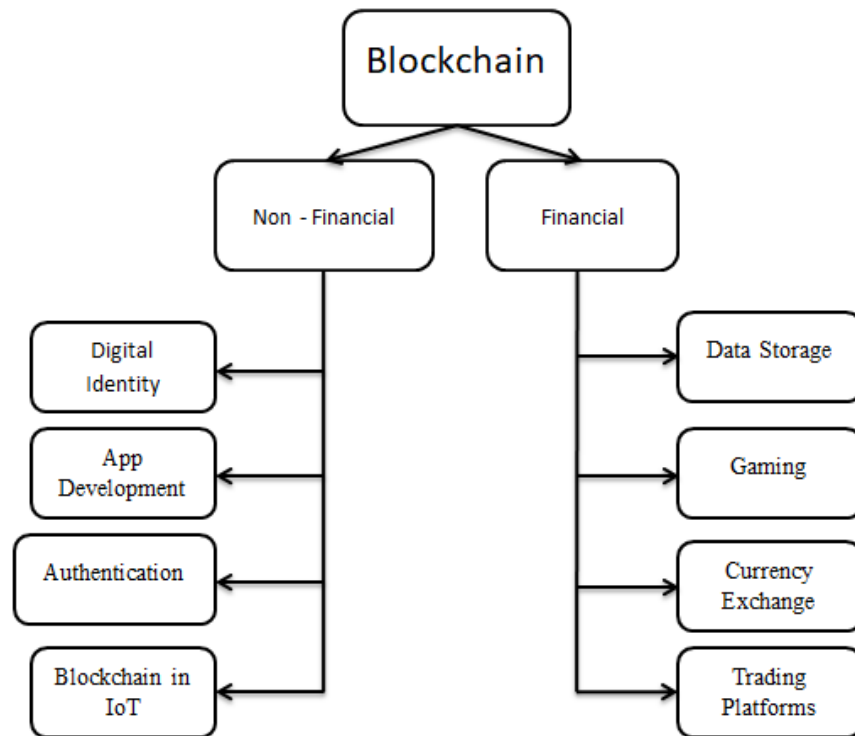 Blockchain
Non - Financial
Financial
Digital
Identity
App
Development
Authentication
Blockchain in
IoT
Data Storage
Gaming
Currency
Exchange
Trading
Platforms